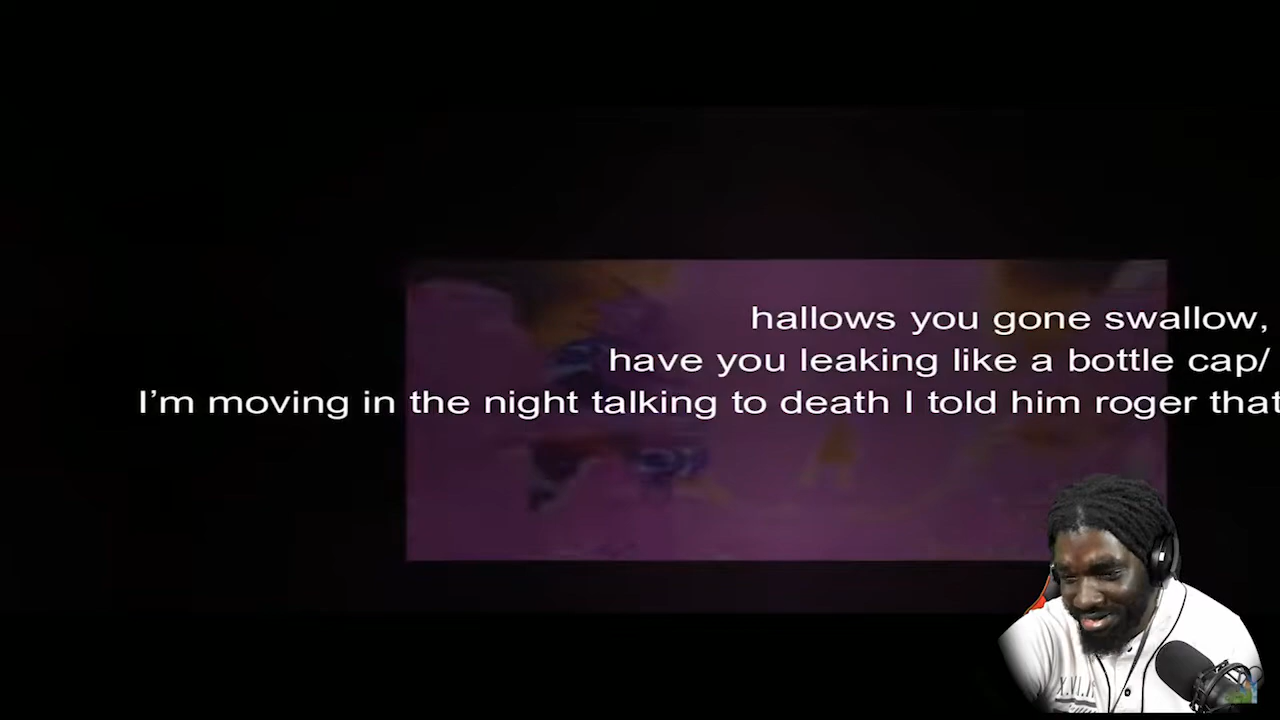 hallows you gone swallow,
have you leaking like a bottle cap/
I'm moving in the night talking to death I told him roger that